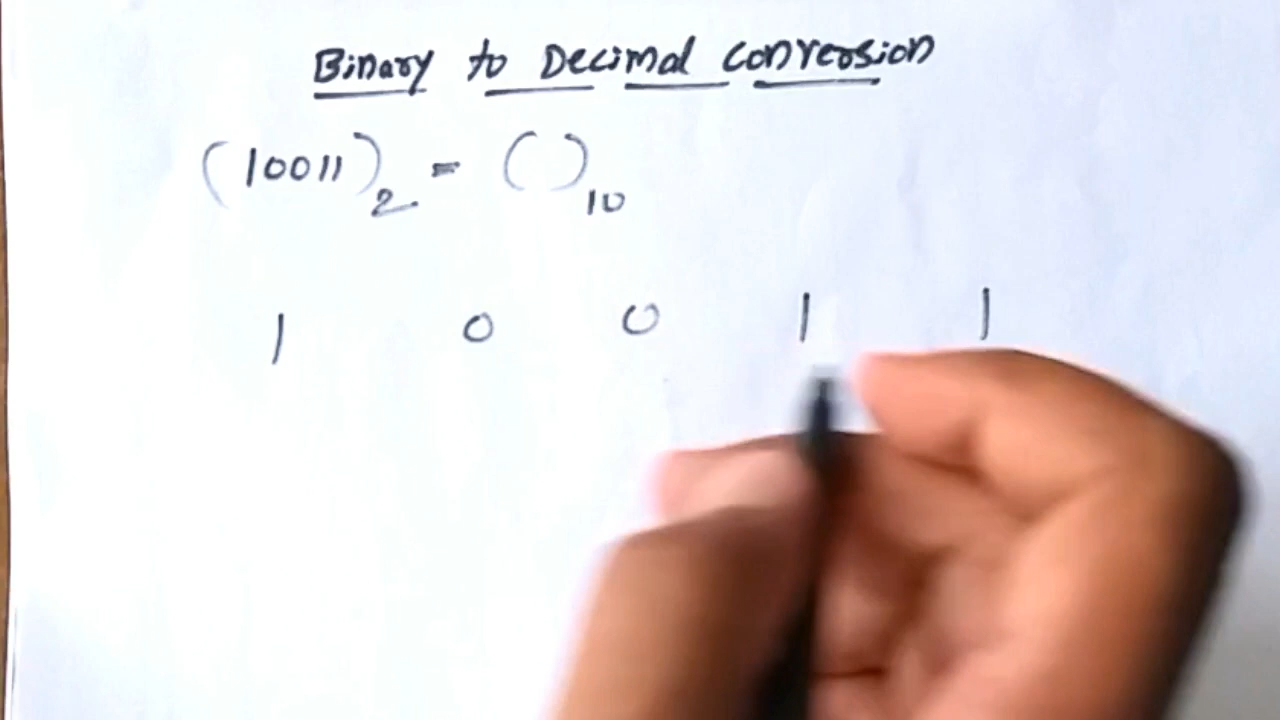 Binary to Decimal Conversion
(10011)2 = ( )10
1 0 0 1 1